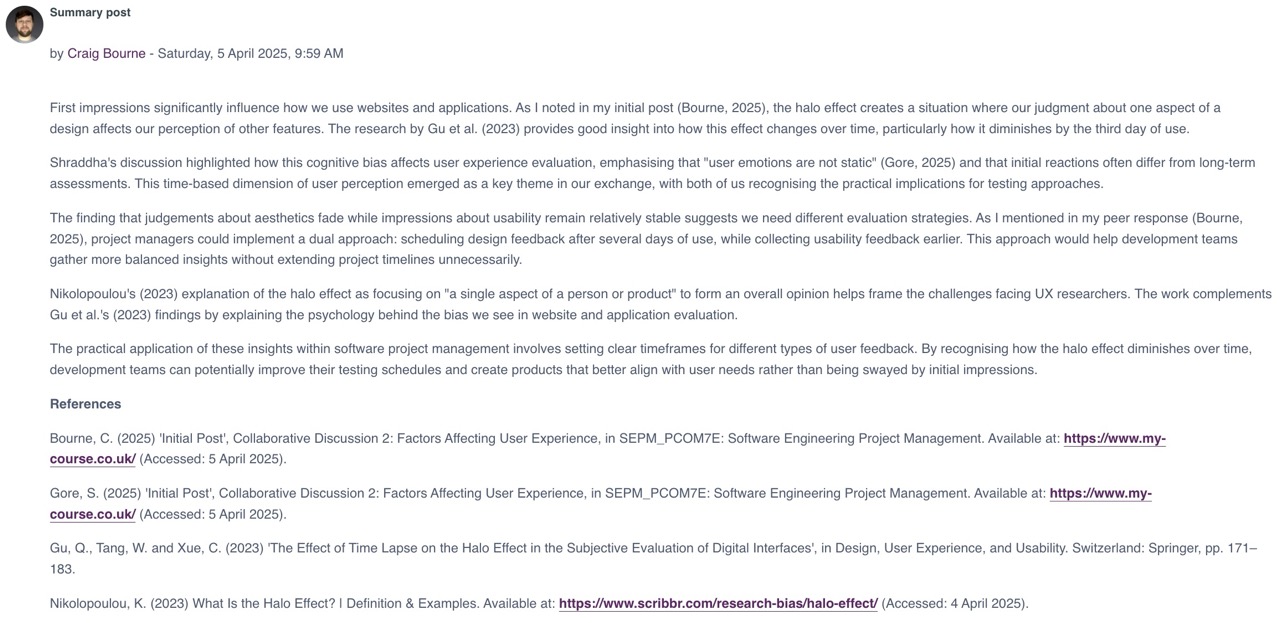 Summary post
by Craig Bourne - Saturday, 5 April 2025, 9:59 AM
First impressions significantly influence how we use websites and applications. As I noted in my initial post (Bourne, 2025), the halo effect creates a situation where our judgment about one aspect of a
design affects our perception of other features. The research by Gu et al. (2023) provides good insight into how this effect changes over time, particularly how it diminishes by the third day of use.
Shraddha's discussion highlighted how this cognitive bias affects user experience evaluation, emphasising that "user emotions are not static" (Gore, 2025) and that initial reactions often differ from long-term
assessments. This time-based dimension of user perception emerged as a key theme in our exchange, with both of us recognising the practical implications for testing approaches.
The finding that judgements about aesthetics fade while impressions about usability remain relatively stable suggests we need different evaluation strategies. As I mentioned in my peer response (Bourne,
2025), project managers could implement a dual approach: scheduling design feedback after several days of use, while collecting usability feedback earlier. This approach would help development teams
gather more balanced insights without extending project timelines unnecessarily.
Nikolopoulou's (2023) explanation of the halo effect as focusing on "a single aspect of a person or product" to form an overall opinion helps frame the challenges facing UX researchers. The work complements
Gu et al.'s (2023) findings by explaining the psychology behind the bias we see in website and application evaluation.
The practical application of these insights within software project management involves setting clear timeframes for different types of user feedback. By recognising how the halo effect diminishes over time,
development teams can potentially improve their testing schedules and create products that better align with user needs rather than being swayed by initial impressions.
References
Bourne, C. (2025) 'Initial Post', Collaborative Discussion 2: Factors Affecting User Experience, in SEPM_PCOM7E: Software Engineering Project Management. Available at: https://www.my-
course.co.uk/ (Accessed: 5 April 2025).
Gore, S. (2025) 'Initial Post', Collaborative Discussion 2: Factors Affecting User Experience, in SEPM_PCOM7E: Software Engineering Project Management. Available at: https://www.my-
course.co.uk/ (Accessed: 5 April 2025).
Gu, Q., Tang, W. and Xue, C. (2023) 'The Effect of Time Lapse on the Halo Effect in the Subjective Evaluation of Digital Interfaces', in Design, User Experience, and Usability. Switzerland: Springer, pp. 171–
183.
Nikolopoulou, K. (2023) What Is the Halo Effect? | Definition & Examples. Available at: https://www.scribbr.com/research-bias/halo-effect/ (Accessed: 4 April 2025).